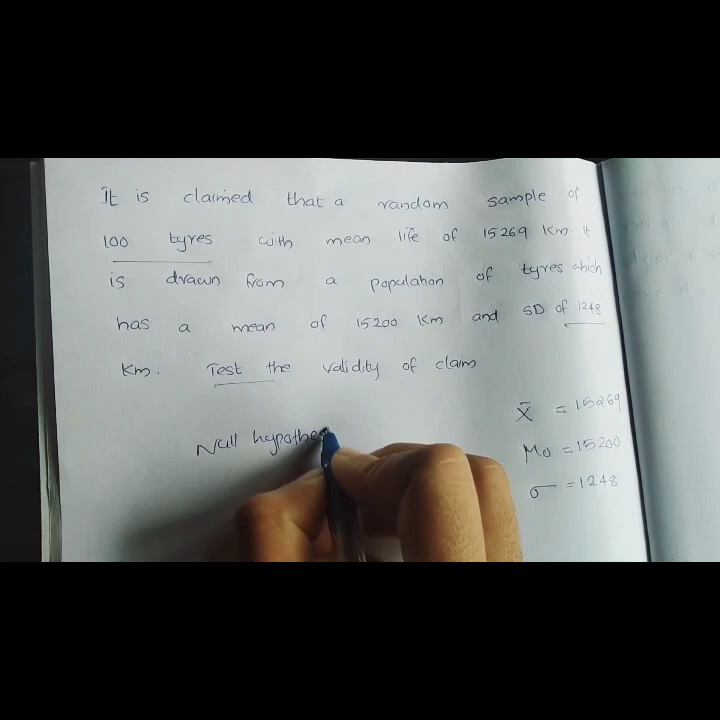 It is claimed that a random sample of
100 tyres with mean life of 15269 Km. It
is drawn from a population of tyres which
has a mean of 15200 Km and SD of 1248
Km. Test the validity of claim
X̄ = 15269
Mo = 15200
σ = 1248
Null hypothe